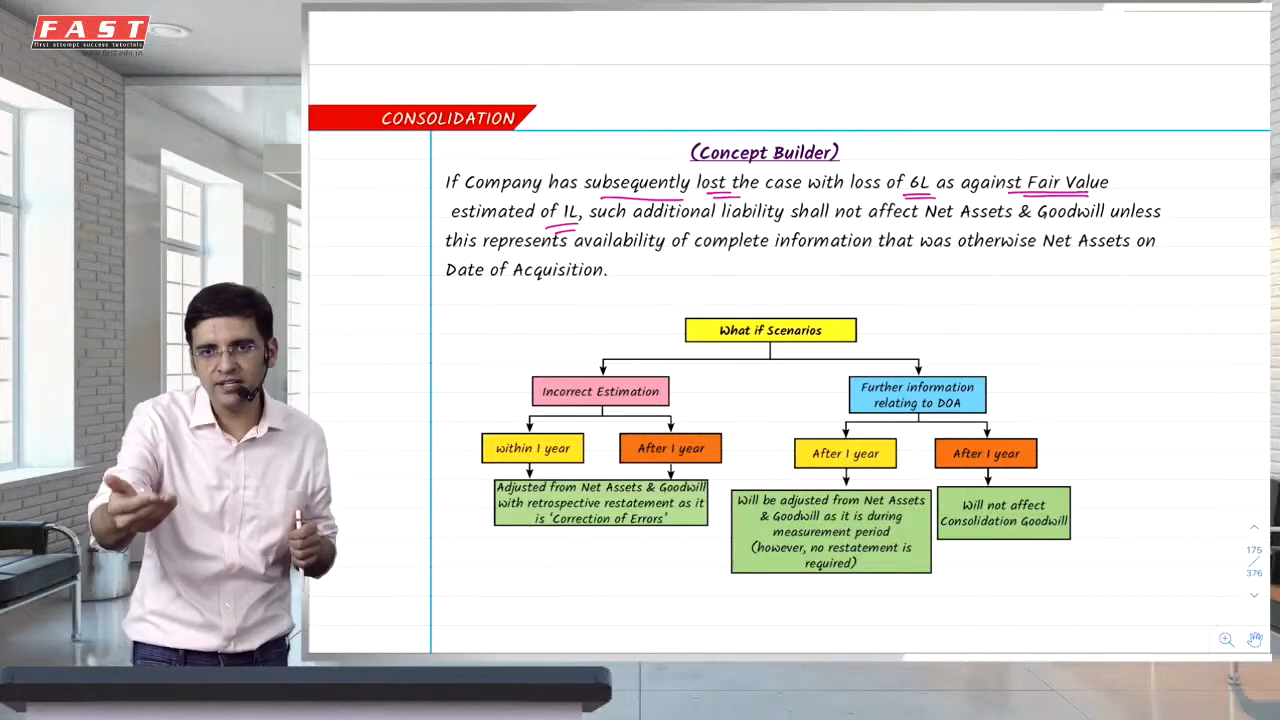 FAST
first attempt success tutorials
www.fast.edu.in
CONSOLIDATION
(Concept Builder)
If Company has subsequently lost the case with loss of 6L as against Fair Value
estimated of 1L, such additional liability shall not affect Net Assets & Goodwill unless
this represents availability of complete information that was otherwise Net Assets on
Date of Acquisition.
What if Scenarios
Incorrect Estimation
Further information
relating to DOA
within 1 year
After 1 year
After 1 year
After 1 year
Adjusted from Net Assets & Goodwill
with retrospective restatement as it
is 'Correction of Errors'
Will be adjusted from Net Assets
& Goodwill as it is during
measurement period
(however, no restatement is
required)
Will not affect
Consolidation Goodwill
175
376